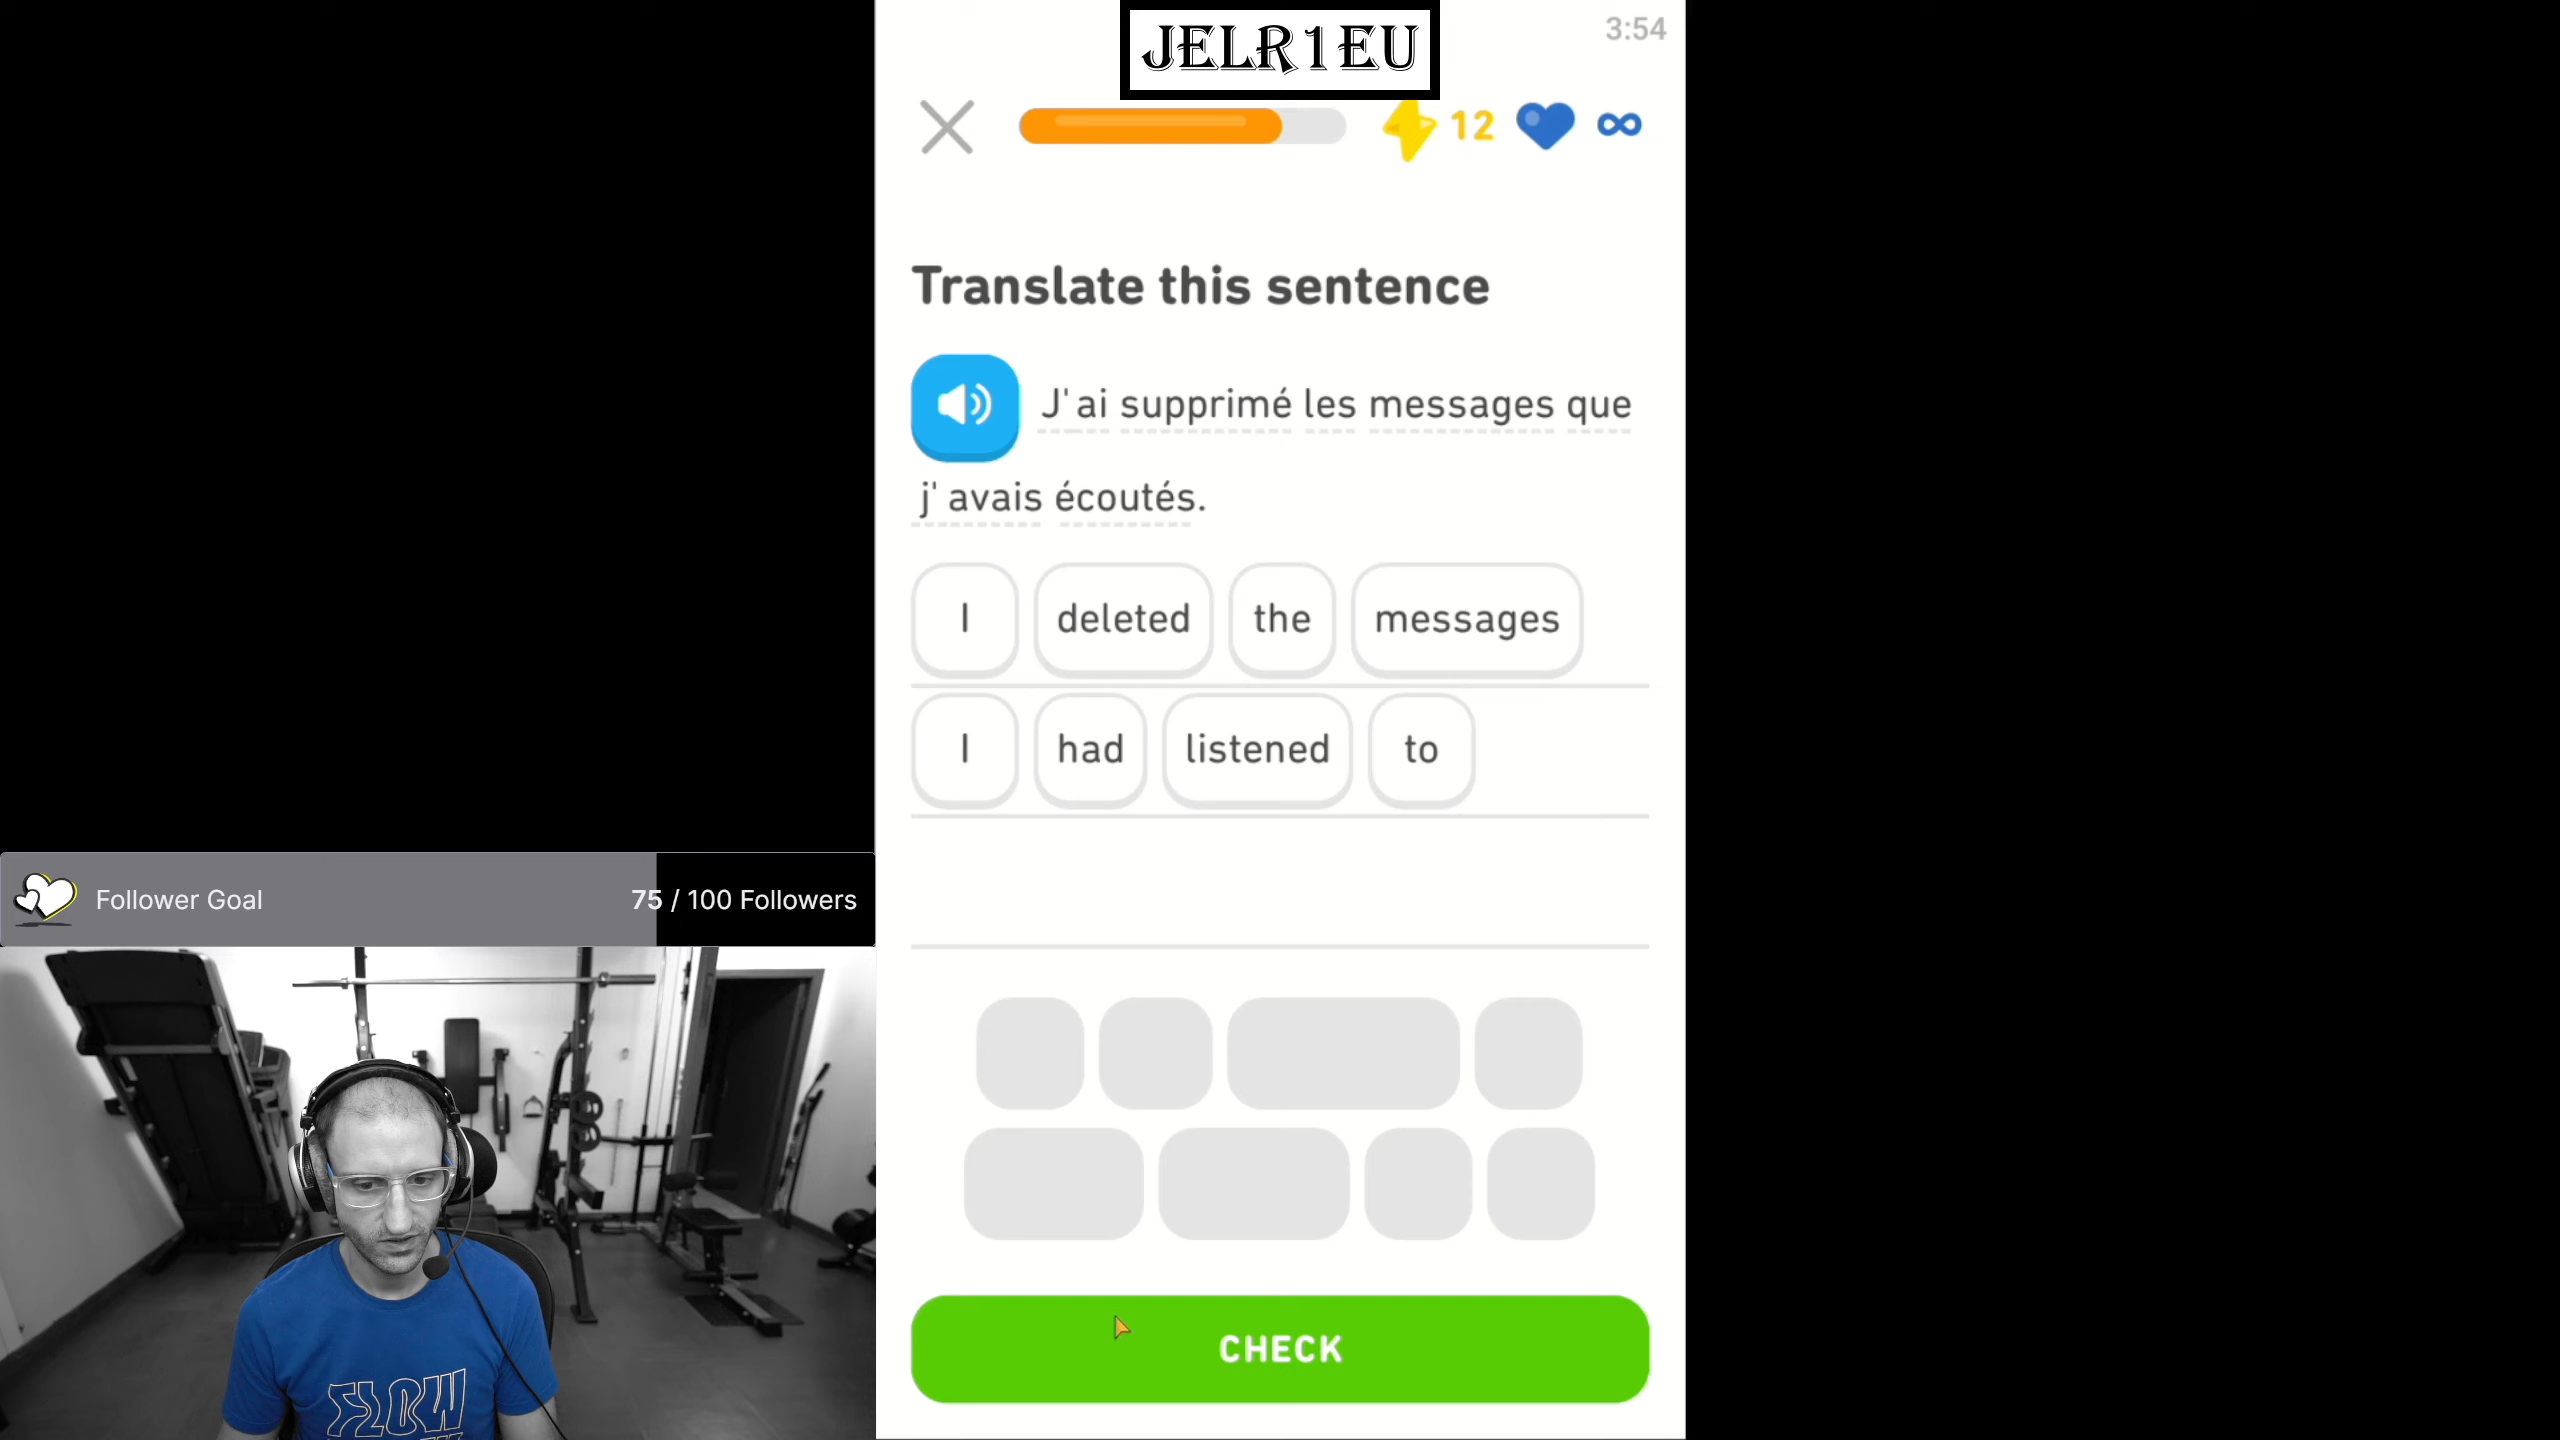 JELR1EU
3:54
12
Translate this sentence
J'ai supprimé les messages que
j'avais écoutés.
I deleted the messages
I had listened to
Follower Goal 75 / 100 Followers
FLOW
CHECK